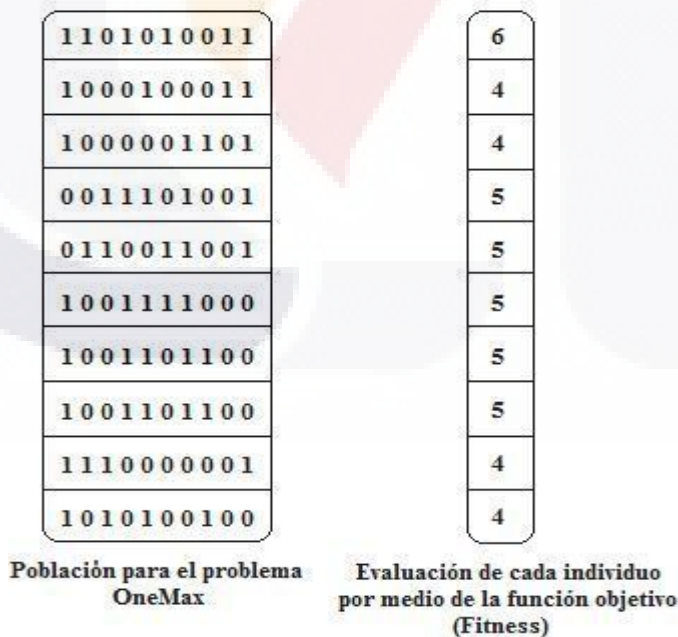 1101010011 6
1000100011 4
1000001101 4
0011101001 5
0110011001 5
1001111000 5
1001101100 5
1001101100 5
1110000001 4
1010100100 4
Población para el problema
OneMax
Evaluación de cada individuo
por medio de la función objetivo
(Fitness)